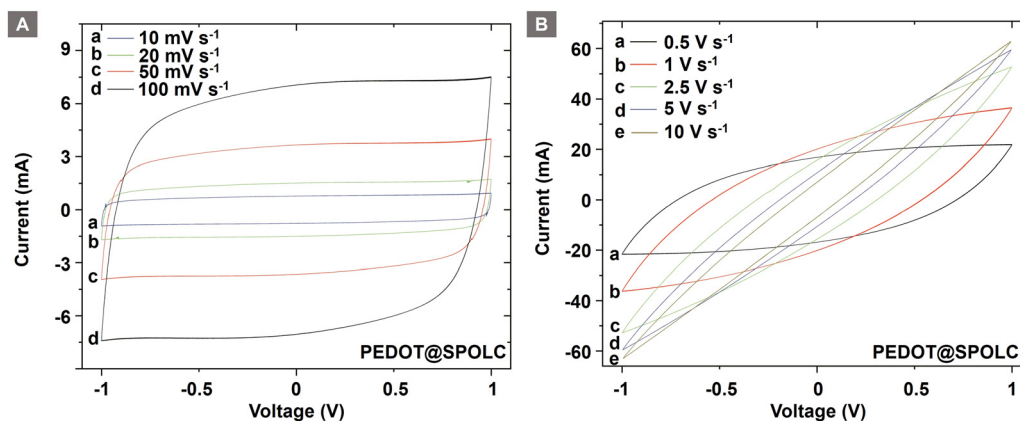 A
a 10 mV s⁻¹
b 20 mV s⁻¹
c 50 mV s⁻¹
d 100 mV s⁻¹
9
6
3
0
-3
-6
Current (mA)
a
b
c
d
PEDOT@SPOLC
-1 -0.5 0 0.5 1
Voltage (V)
B
a 0.5 V s⁻¹
b 1 V s⁻¹
c 2.5 V s⁻¹
d 5 V s⁻¹
e 10 V s⁻¹
60
40
20
0
-20
-40
-60
Current (mA)
a
b
c
d
e
PEDOT@SPOLC
-1 -0.5 0 0.5 1
Voltage (V)